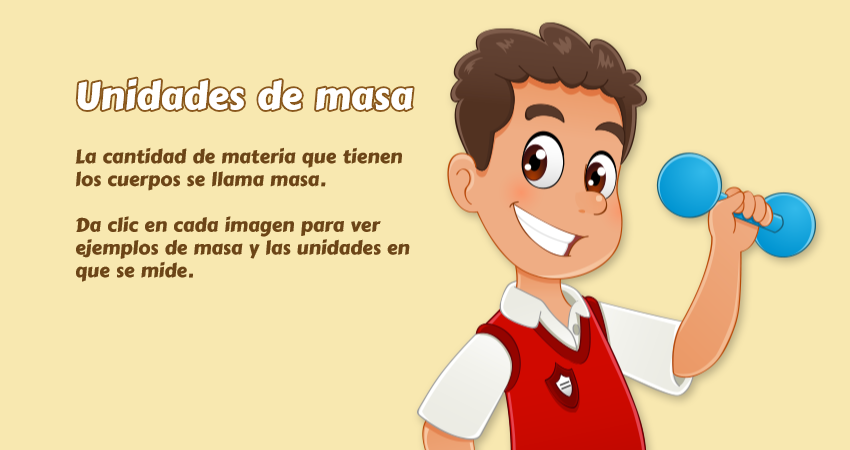 Unidades de masa
La cantidad de materia que tienen
los cuerpos se llama masa.
Da clic en cada imagen para ver
ejemplos de masa y las unidades en
que se mide.